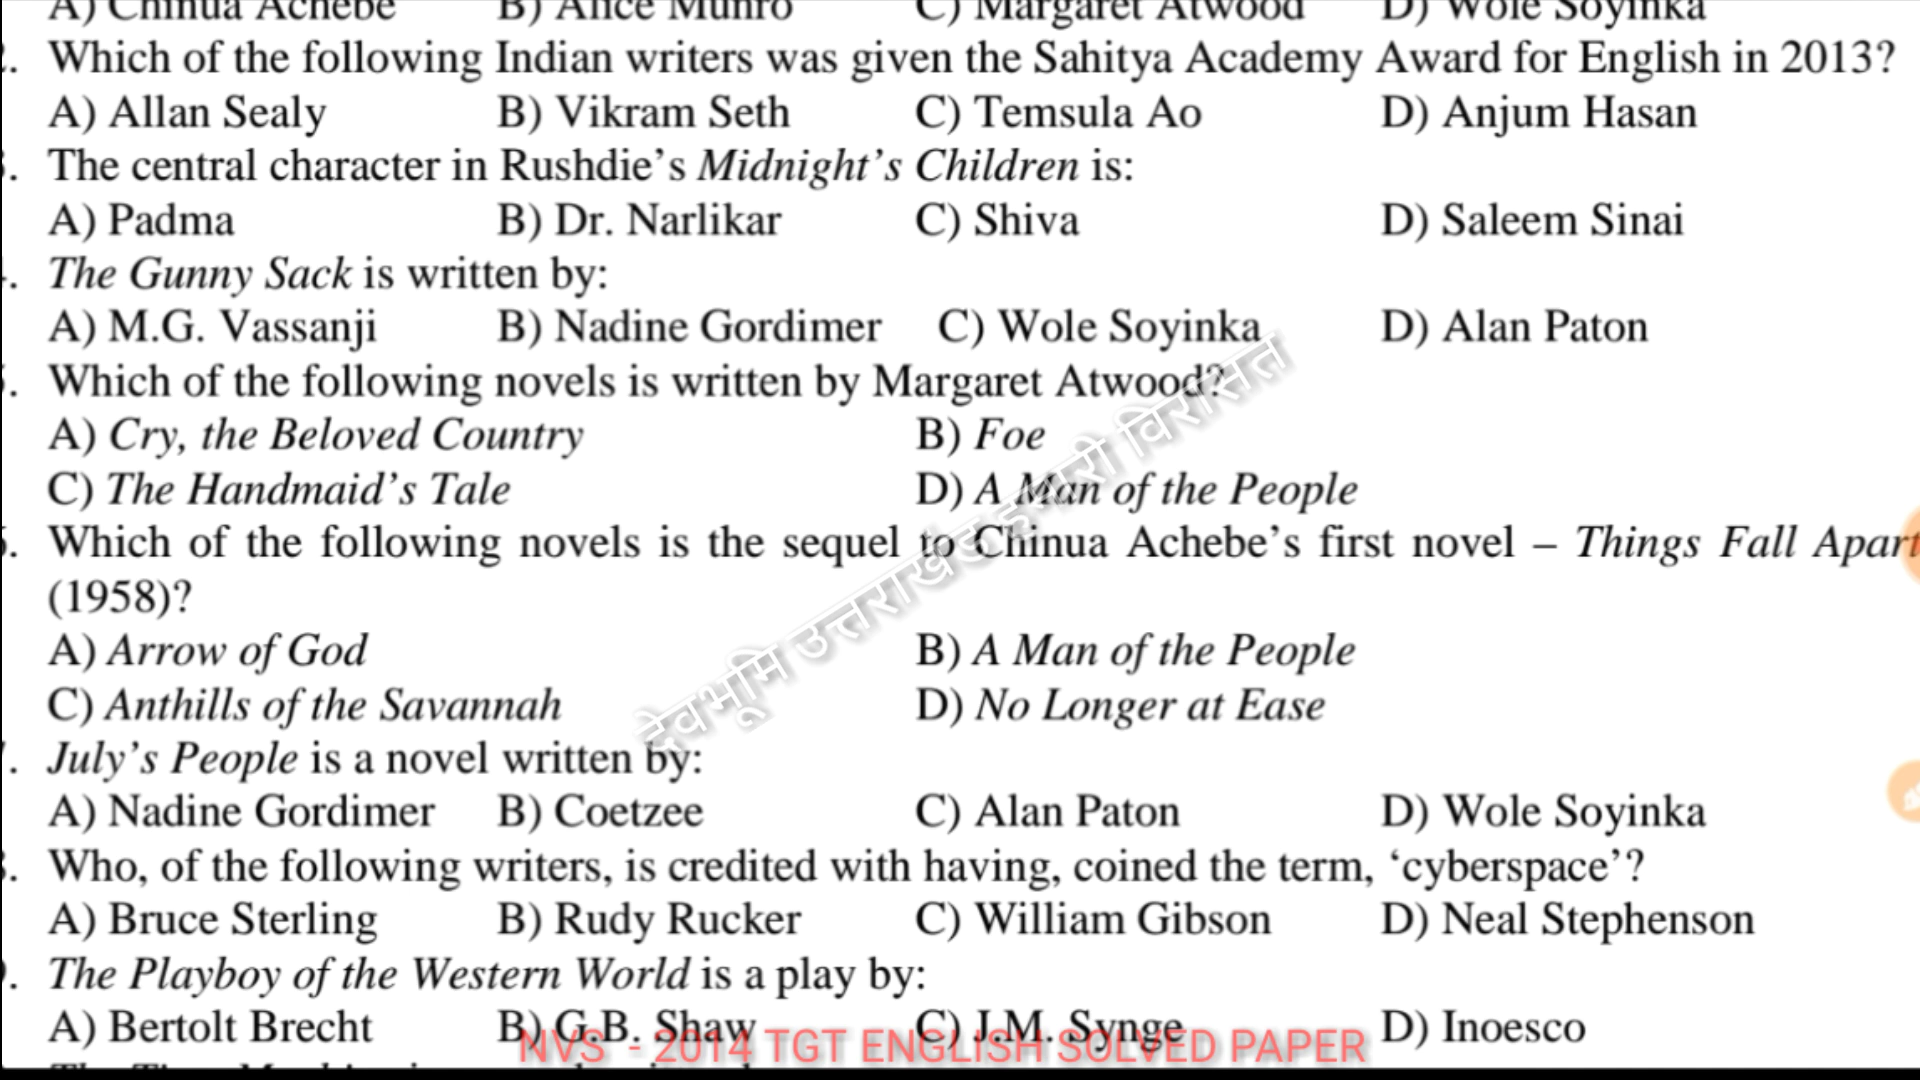 A) Chinua Achebe B) Alice Munro C) Margaret Atwood D) Wole Soyinka
. Which of the following Indian writers was given the Sahitya Academy Award for English in 2013?
A) Allan Sealy B) Vikram Seth C) Temsula Ao D) Anjum Hasan
. The central character in Rushdie’s Midnight’s Children is:
A) Padma B) Dr. Narlikar C) Shiva D) Saleem Sinai
. The Gunny Sack is written by:
A) M.G. Vassanji B) Nadine Gordimer C) Wole Soyinka D) Alan Paton
. Which of the following novels is written by Margaret Atwood?
A) Cry, the Beloved Country B) Foe
C) The Handmaid’s Tale D) A Man of the People
. Which of the following novels is the sequel to Chinua Achebe’s first novel – Things Fall Apart
(1958)?
A) Arrow of God B) A Man of the People
C) Anthills of the Savannah D) No Longer at Ease
. July’s People is a novel written by:
A) Nadine Gordimer B) Coetzee C) Alan Paton D) Wole Soyinka
. Who, of the following writers, is credited with having, coined the term, ‘cyberspace’?
A) Bruce Sterling B) Rudy Rucker C) William Gibson D) Neal Stephenson
. The Playboy of the Western World is a play by:
A) Bertolt Brecht B) G.B. Shaw C) J.M. Synge D) Inoesco
NVS - 2014 TGT ENGLISH SOLVED PAPER
देवभूमि उत्तराखंड हमारी विरासत